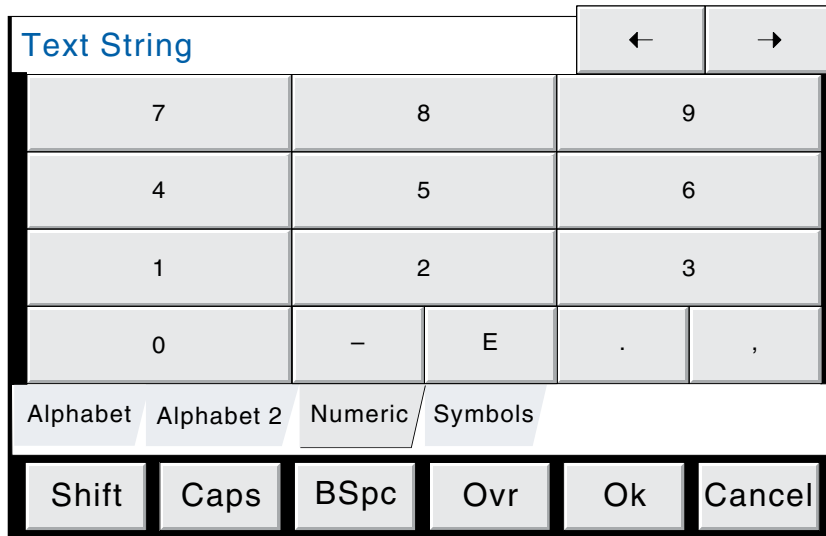 Text String ← →
7 8 9
4 5 6
1 2 3
0 – E . ,
Alphabet Alphabet 2 Numeric Symbols
Shift Caps BSpc Ovr Ok Cancel